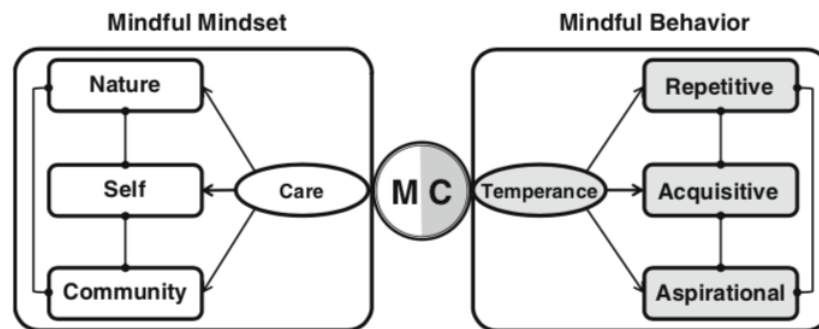 Mindful Mindset
Mindful Behavior
Nature
Self
Community
Care
M C
Temperance
Repetitive
Acquisitive
Aspirational